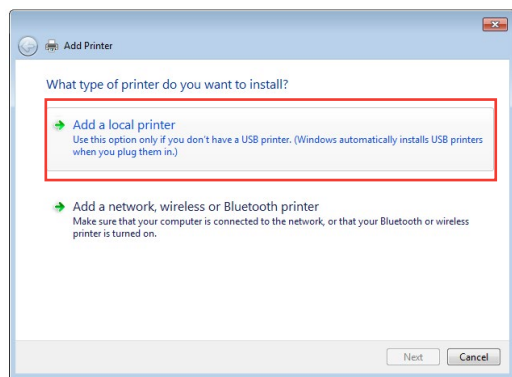 Add Printer
What type of printer do you want to install?
Add a local printer
Use this option only if you don't have a USB printer. (Windows automatically installs USB printers
when you plug them in.)
Add a network, wireless or Bluetooth printer
Make sure that your computer is connected to the network, or that your Bluetooth or wireless
printer is turned on.
Next Cancel